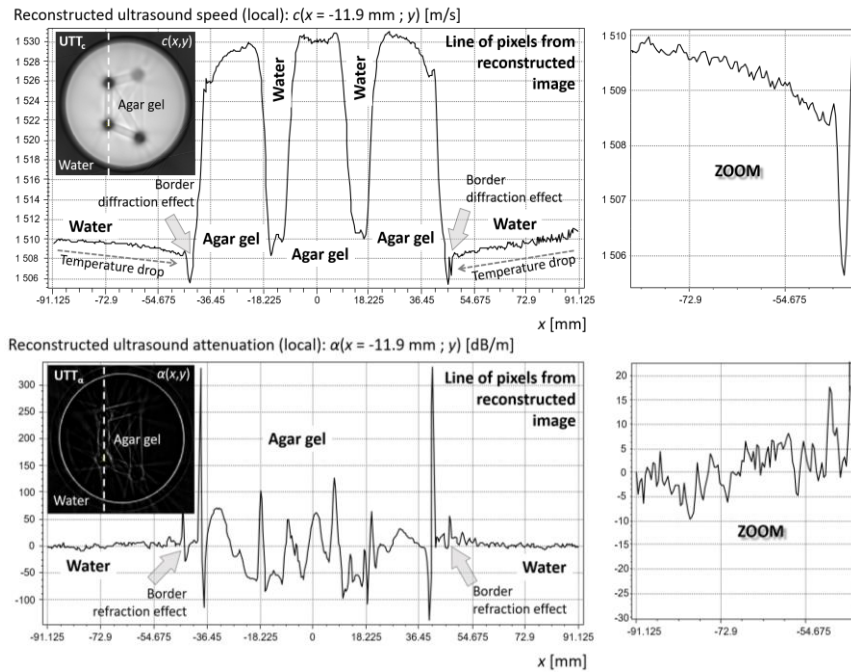 Reconstructed ultrasound speed (local): c(x = -11.9 mm ; y) [m/s]
1 530
1 528
1 526
1 524
1 522
1 520
1 518
1 516
1 514
1 512
1 510
1 508
1 506
UTTc
c(x,y)
Agar gel
Water
Water
Water
Line of pixels from
reconstructed
image
Border
diffraction effect
Border
diffraction effect
Water
Agar gel
Agar gel
Agar gel
Water
Temperature drop
Temperature drop
-91.125
-72.9
-54.675
-36.45
-18.225
0
18.225
36.45
54.675
72.9
91.125
x [mm]
1 510
1 509
1 508
1 507
1 506
ZOOM
-72.9
-54.675
Reconstructed ultrasound attenuation (local): α(x = -11.9 mm ; y) [dB/m]
300
250
200
150
100
50
0
-50
-100
UTTα
α(x,y)
Agar gel
Water
Agar gel
Line of pixels from
reconstructed
image
Water
Water
Border
refraction effect
Border
refraction effect
-91.125
-72.9
-54.675
-36.45
-18.225
0
18.225
36.45
54.675
72.9
91.125
x [mm]
20
15
10
5
0
-5
-10
-15
-20
-25
-30
ZOOM
-91.125
-72.9
-54.675